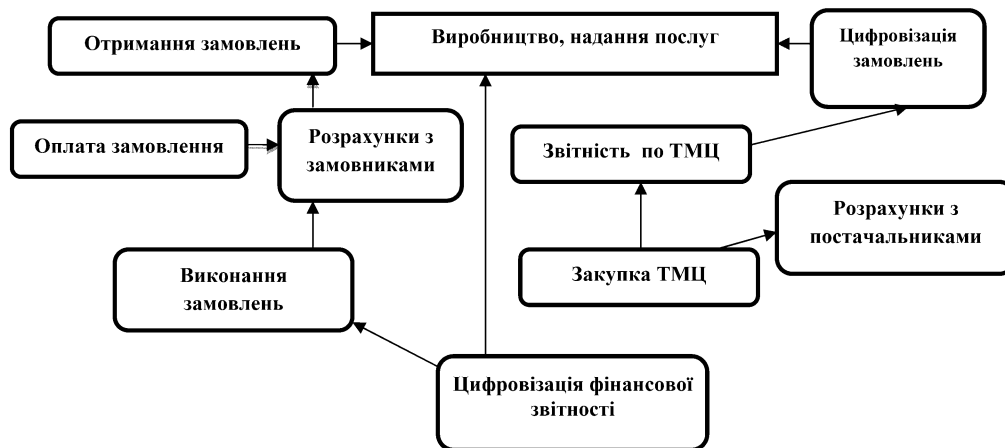 Отримання замовлень
Виробництво, надання послуг
Цифровізація
замовлень
Оплата замовлення
Розрахунки з
замовниками
Звітність по ТМЦ
Розрахунки з
постачальниками
Виконання
замовлень
Закупка ТМЦ
Цифровізація фінансової
звітності